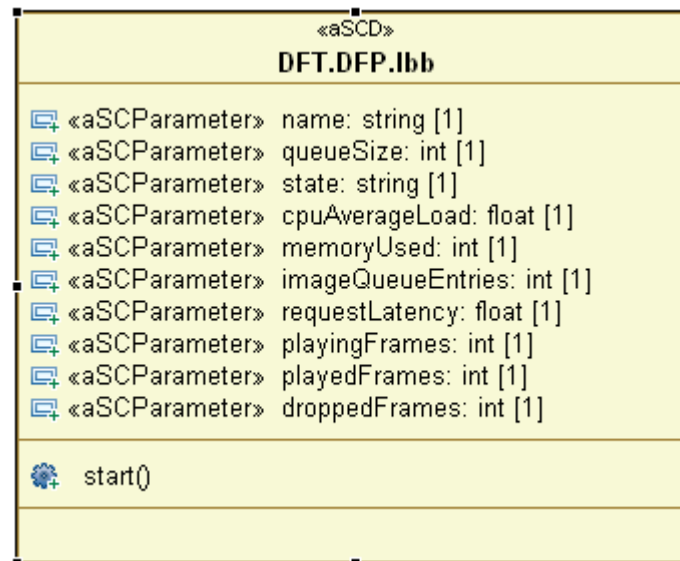 «aSCD»
DFT.DFP.lbb
«aSCParameter» name: string [1]
«aSCParameter» queueSize: int [1]
«aSCParameter» state: string [1]
«aSCParameter» cpuAverageLoad: float [1]
«aSCParameter» memoryUsed: int [1]
«aSCParameter» imageQueueEntries: int [1]
«aSCParameter» requestLatency: float [1]
«aSCParameter» playingFrames: int [1]
«aSCParameter» playedFrames: int [1]
«aSCParameter» droppedFrames: int [1]
start()